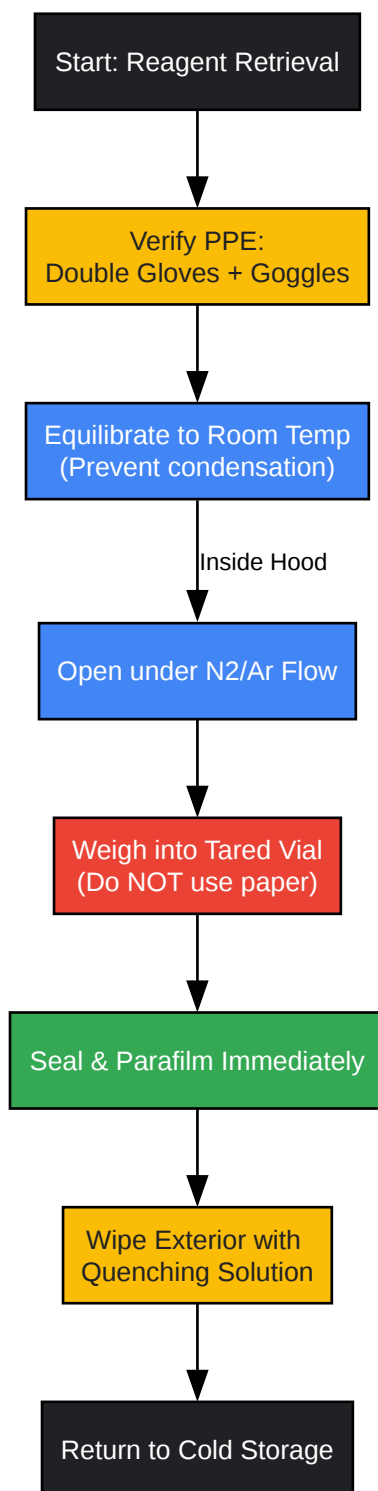 Start: Reagent Retrieval
Verify PPE:
Double Gloves + Goggles
Equilibrate to Room Temp
(Prevent condensation)
Inside Hood
Open under N2/Ar Flow
Weigh into Tared Vial
(Do NOT use paper)
Seal & Parafilm Immediately
Wipe Exterior with
Quenching Solution
Return to Cold Storage